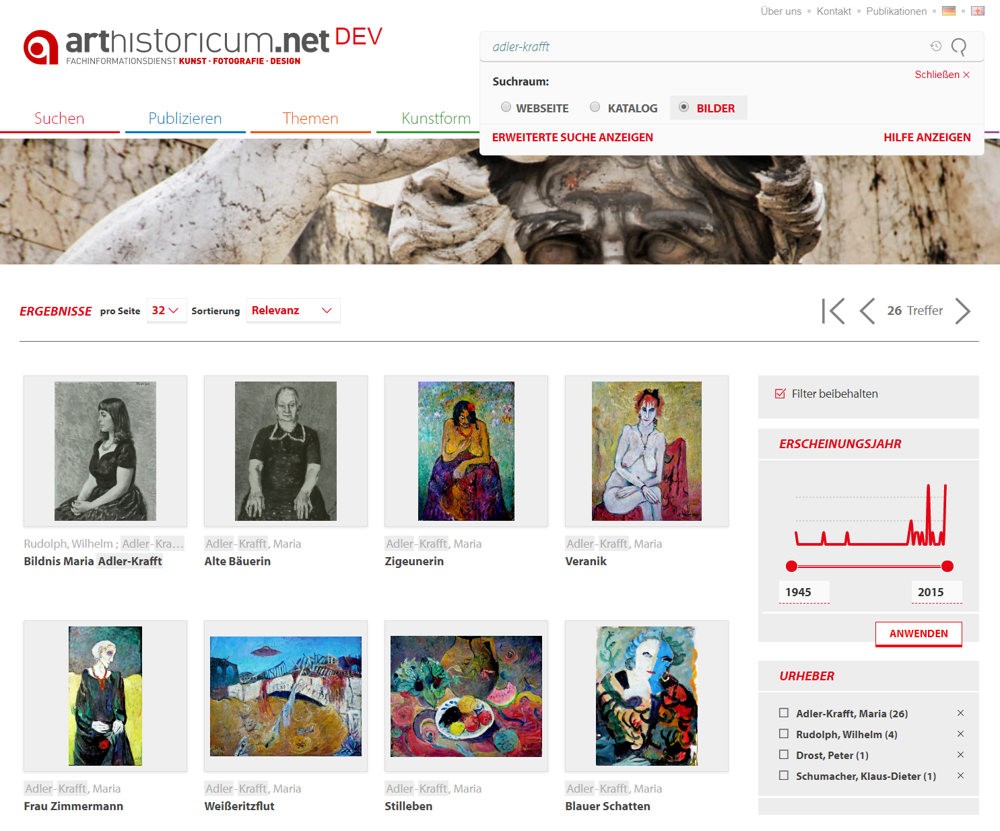 Über uns • Kontakt • Publikationen
arthistoricum.net DEV
FACHINFORMATIONSDIENST KUNST · FOTOGRAFIE · DESIGN
adler-krafft
Schließen ×
Suchraum:
WEBSEITE KATALOG BILDER
ERWEITERTE SUCHE ANZEIGEN HILFE ANZEIGEN
Suchen Publizieren Themen Kunstform
ERGEBNISSE pro Seite 32 Sortierung Relevanz 26 Treffer
Rudolph, Wilhelm ; Adler-Kra...
Bildnis Maria Adler-Krafft
Adler-Krafft, Maria
Alte Bäuerin
Adler-Krafft, Maria
Zigeunerin
Adler-Krafft, Maria
Veranik
Adler-Krafft, Maria
Frau Zimmermann
Adler-Krafft, Maria
Weißeritzflut
Adler-Krafft, Maria
Stilleben
Adler-Krafft, Maria
Blauer Schatten
Filter beibehalten
ERSCHEINUNGSJAHR
1945 2015
ANWENDEN
URHEBER
Adler-Krafft, Maria (26) ×
Rudolph, Wilhelm (4) ×
Drost, Peter (1) ×
Schumacher, Klaus-Dieter (1) ×